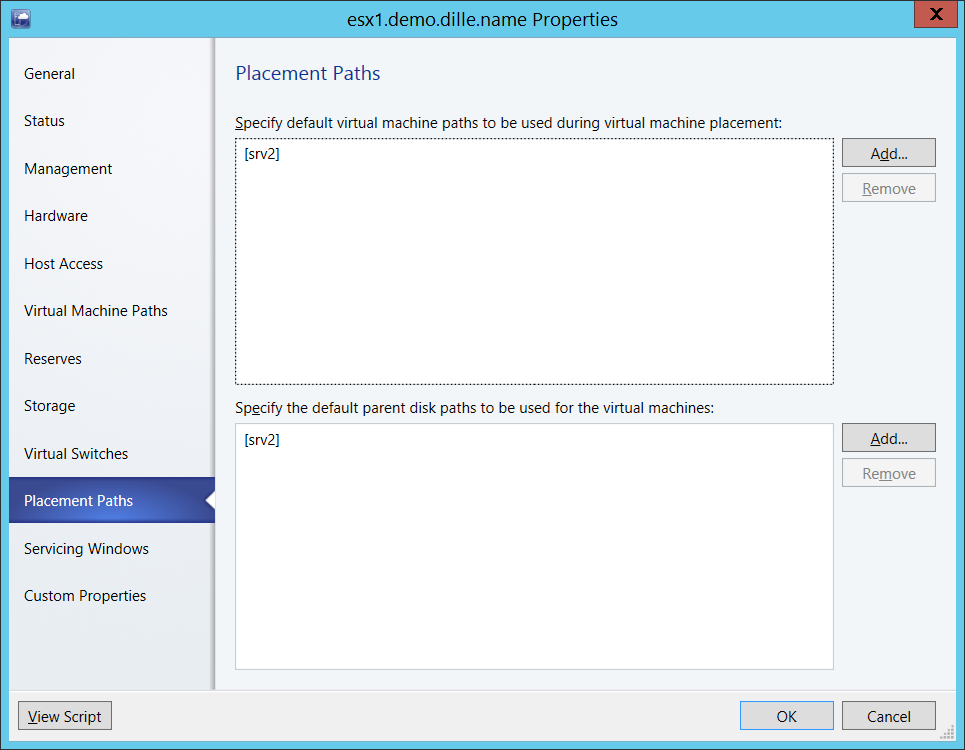 esx1.demo.dille.name Properties
General
Status
Management
Hardware
Host Access
Virtual Machine Paths
Reserves
Storage
Virtual Switches
Placement Paths
Servicing Windows
Custom Properties
Placement Paths
Specify default virtual machine paths to be used during virtual machine placement:
[srv2]
Add...
Remove
Specify the default parent disk paths to be used for the virtual machines:
[srv2]
Add...
Remove
View Script
OK
Cancel